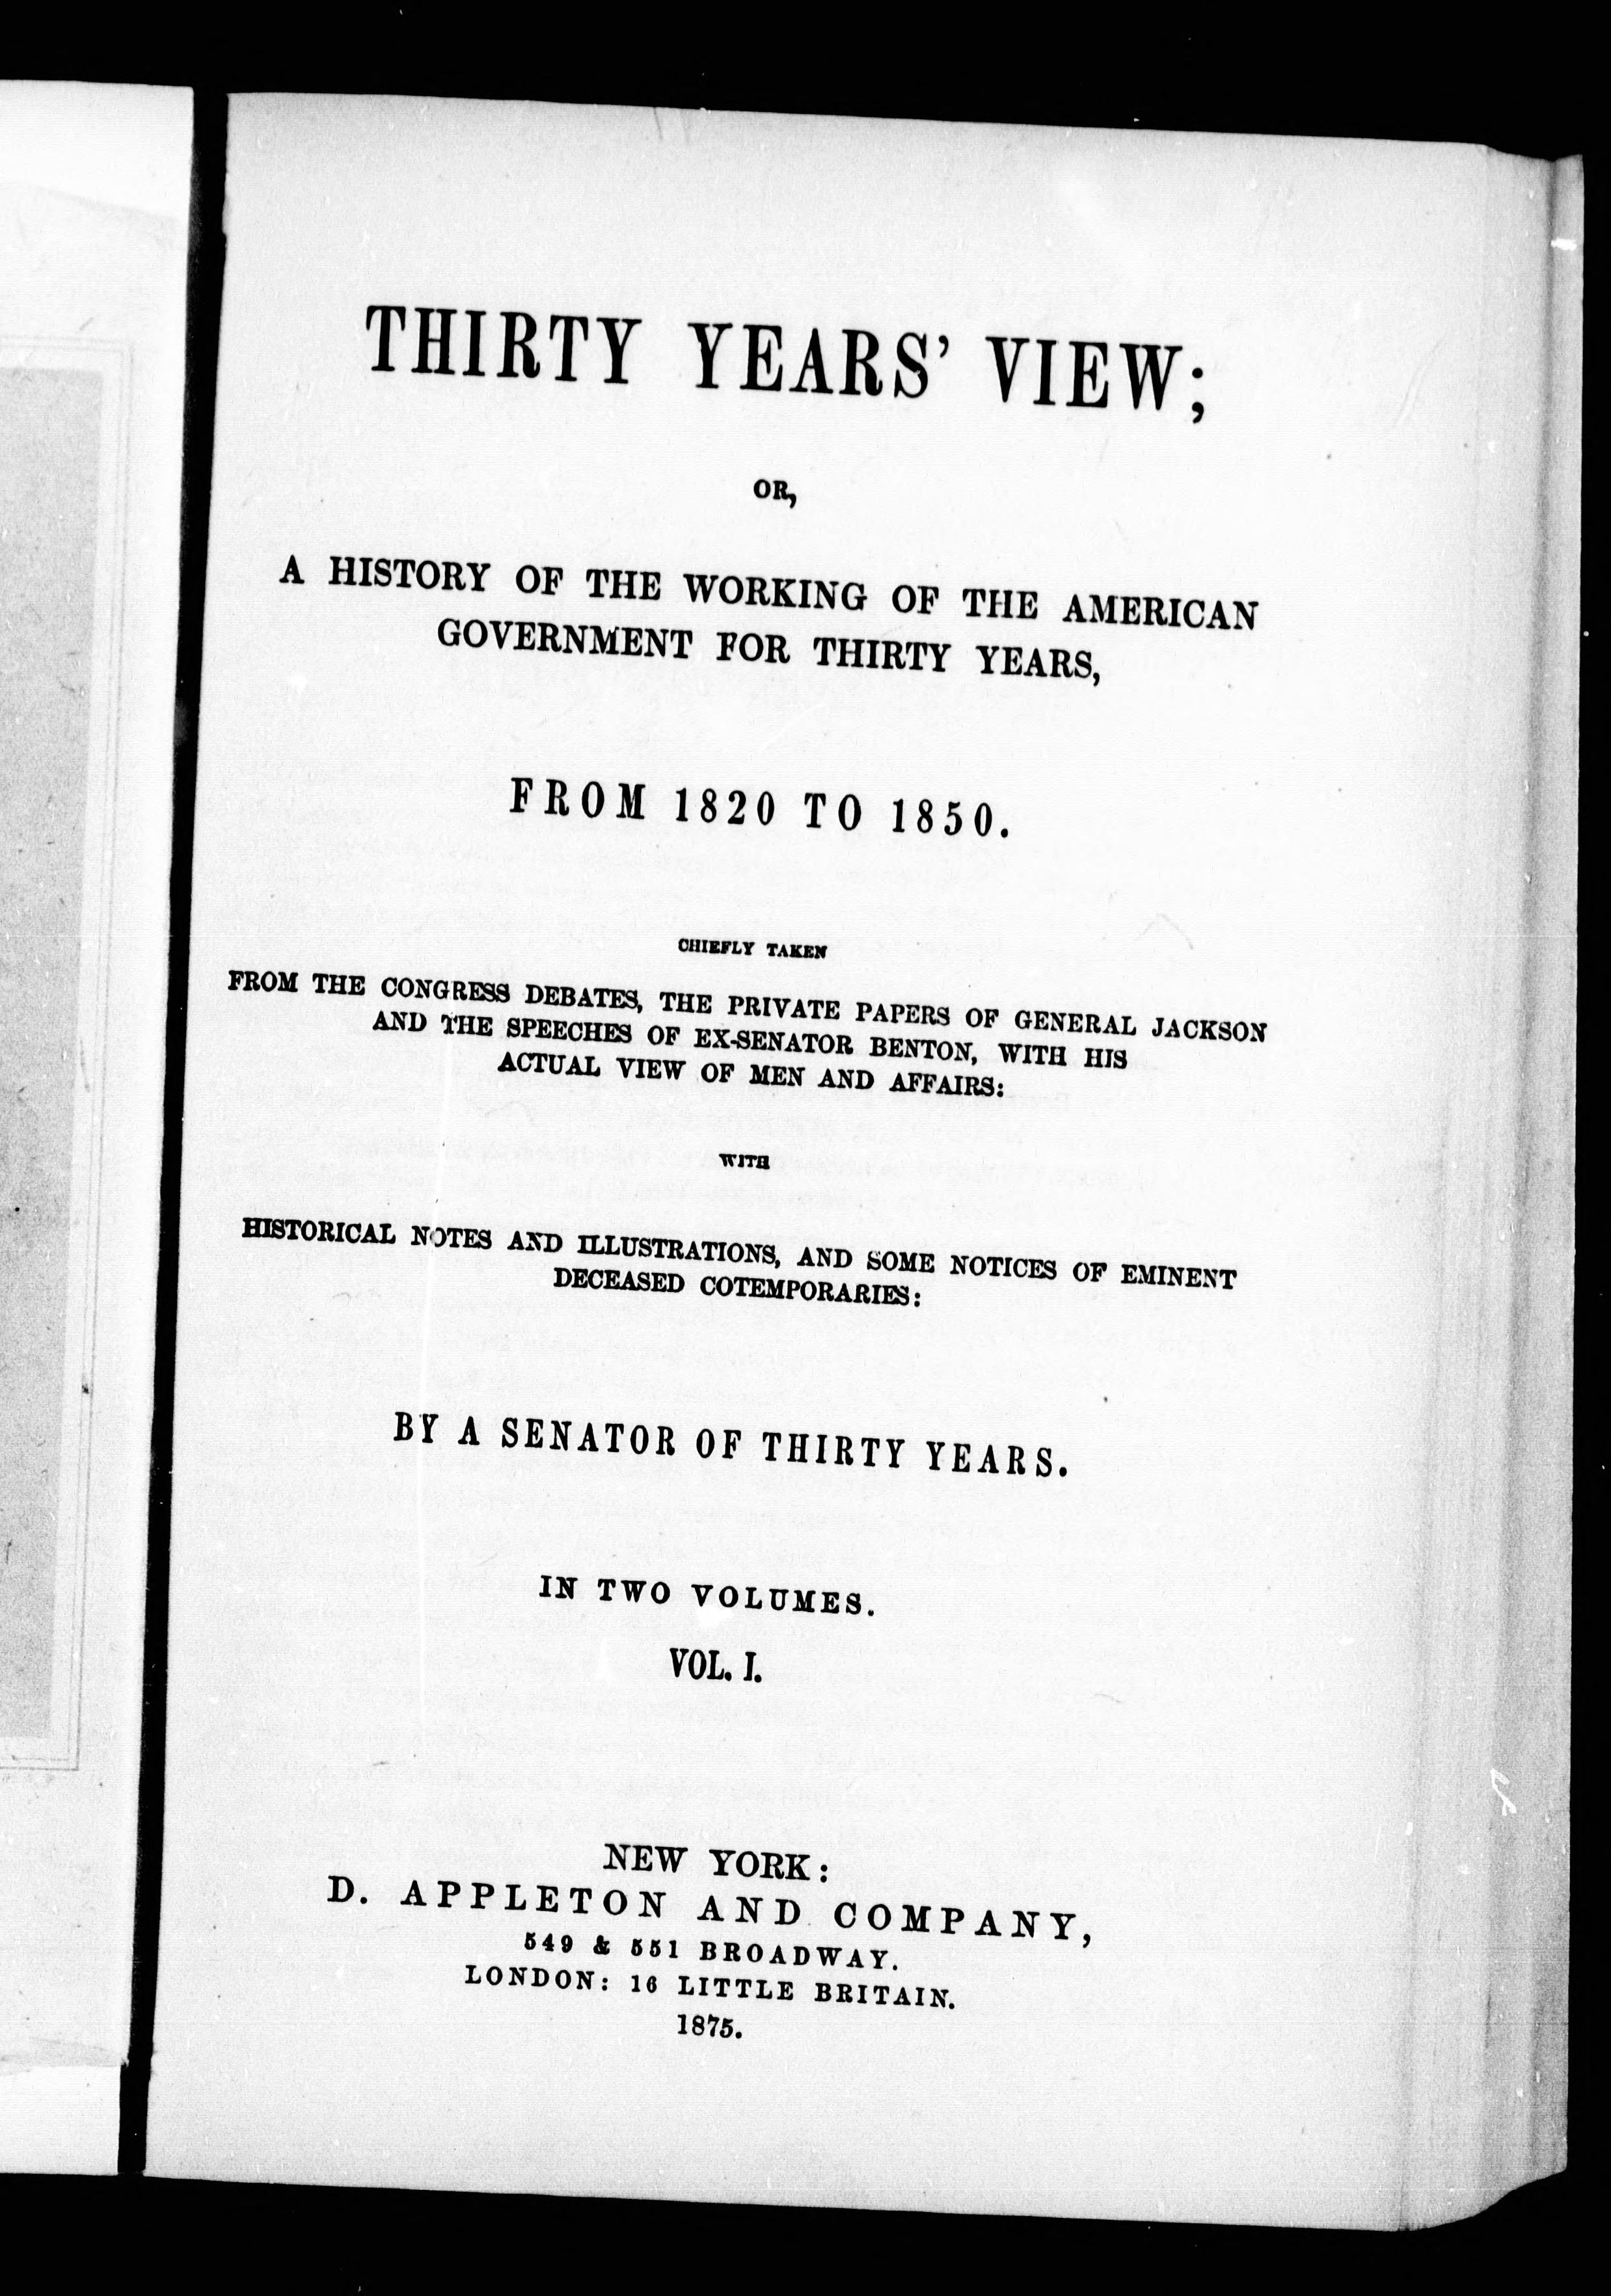 THIRTY YEARS' VIEW;
OR,
A HISTORY OF THE WORKING OF THE AMERICAN
GOVERNMENT FOR THIRTY YEARS,
FROM 1820 TO 1850.
CHIEFLY TAKEN
FROM THE CONGRESS DEBATES, THE PRIVATE PAPERS OF GENERAL JACKSON
AND THE SPEECHES OF EX-SENATOR BENTON, WITH HIS
ACTUAL VIEW OF MEN AND AFFAIRS:
WITH
HISTORICAL NOTES AND ILLUSTRATIONS, AND SOME NOTICES OF EMINENT
DECEASED COTEMPORARIES:
BY A SENATOR OF THIRTY YEARS.
IN TWO VOLUMES.
VOL. I.
NEW YORK:
D. APPLETON AND COMPANY,
549 & 551 BROADWAY.
LONDON: 16 LITTLE BRITAIN.
1875.